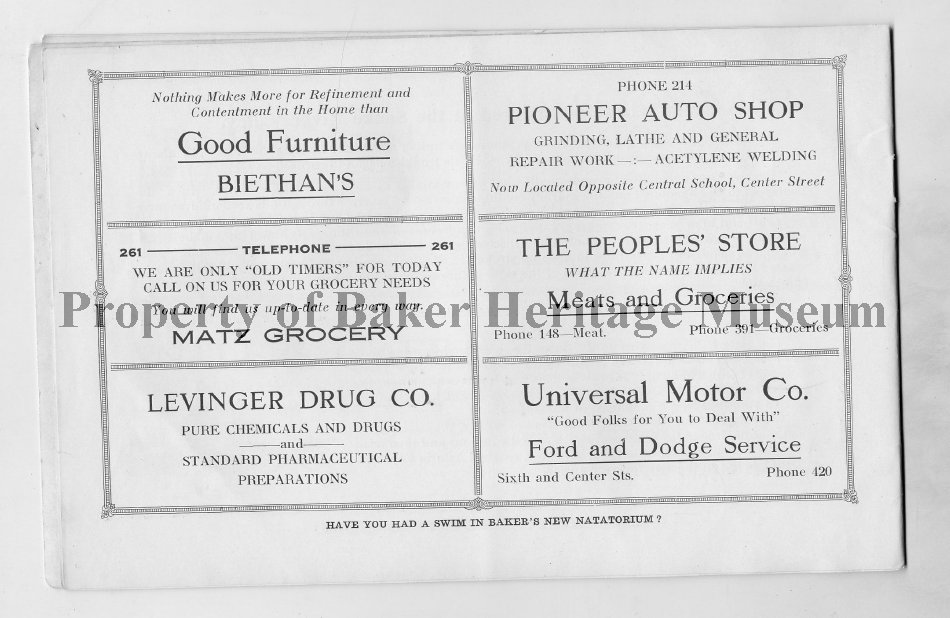 Nothing Makes More for Refinement and
Contentment in the Home than
Good Furniture
BIETHAN'S
261 TELEPHONE 261
WE ARE ONLY "OLD TIMERS" FOR TODAY
CALL ON US FOR YOUR GROCERY NEEDS
You will find us up-to-date in every way.
MATZ GROCERY
LEVINGER DRUG CO.
PURE CHEMICALS AND DRUGS
—and—
STANDARD PHARMACEUTICAL
PREPARATIONS
PHONE 214
PIONEER AUTO SHOP
GRINDING, LATHE AND GENERAL
REPAIR WORK—:—ACETYLENE WELDING
Now Located Opposite Central School, Center Street
THE PEOPLES' STORE
WHAT THE NAME IMPLIES
Meats and Groceries
Phone 148—Meat. Phone 391—Groceries
Universal Motor Co.
"Good Folks for You to Deal With"
Ford and Dodge Service
Sixth and Center Sts. Phone 420
HAVE YOU HAD A SWIM IN BAKER'S NEW NATATORIUM?
Property of Baker Heritage Museum